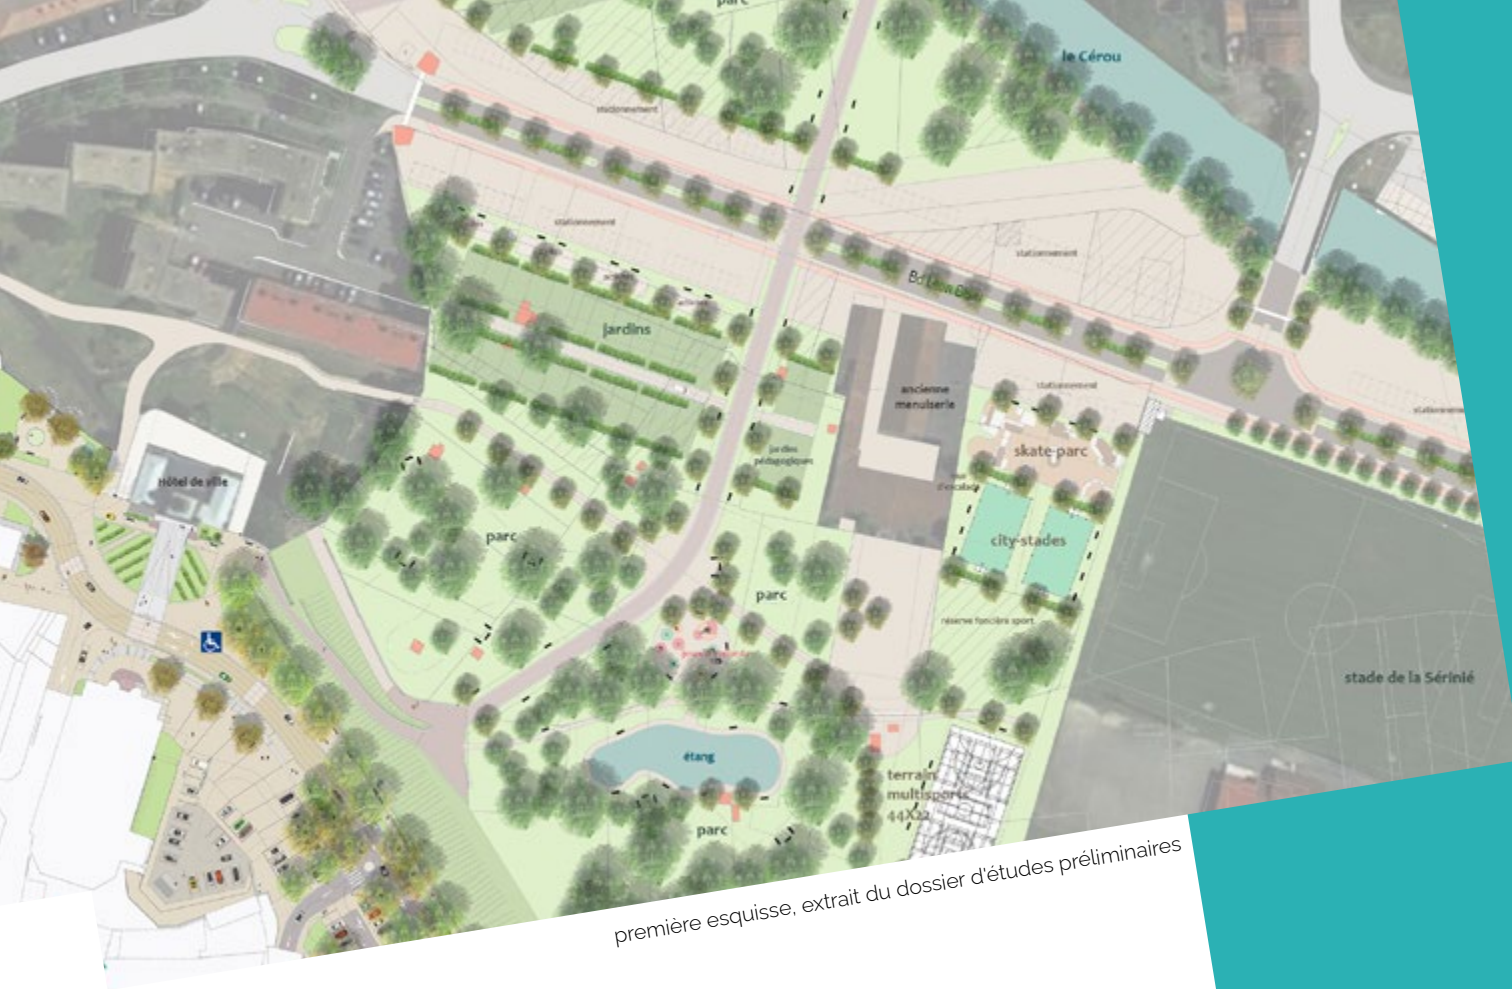 parc
le Cérou
stationnement
stationnement
stationnement
jardins
ancienne
menuiserie
stationnement
skate-parc
jardins
pédagogiques
Hôtel de ville
parc
city-stades
parc
réserve foncière sport
stade de la Sérinié
étang
terrain
multisports
44X22
parc
première esquisse, extrait du dossier d'études préliminaires